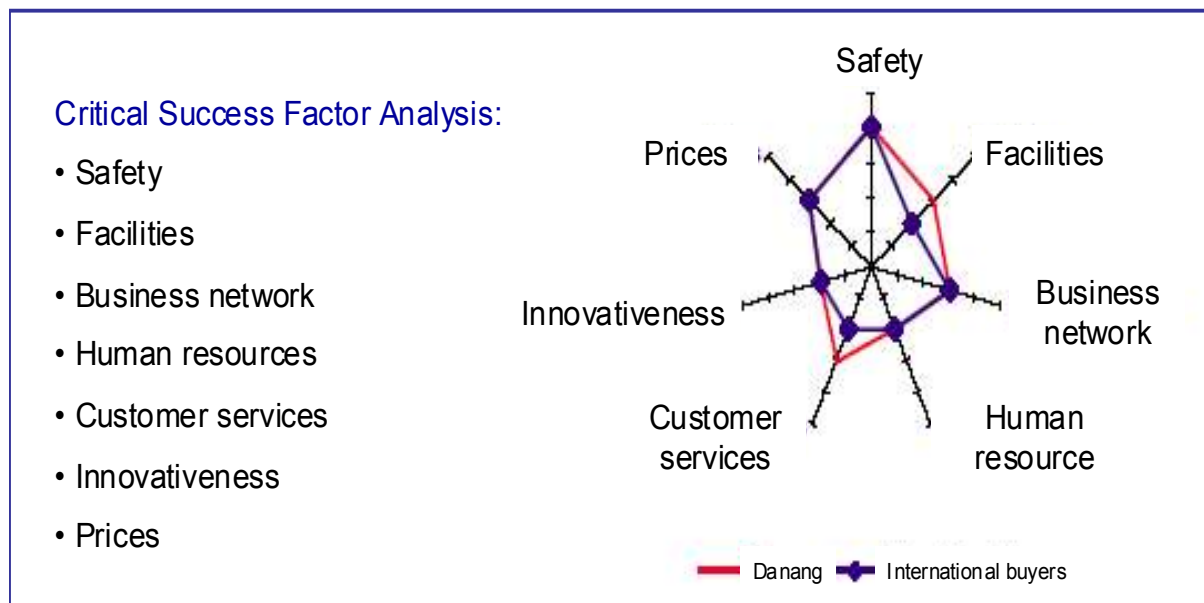 Critical Success Factor Analysis:
• Safety
• Facilities
• Business network
• Human resources
• Customer services
• Innovativeness
• Prices
Safety
Prices
Facilities
Innovativeness
Business
network
Customer
services
Human
resource
Danang
International buyers